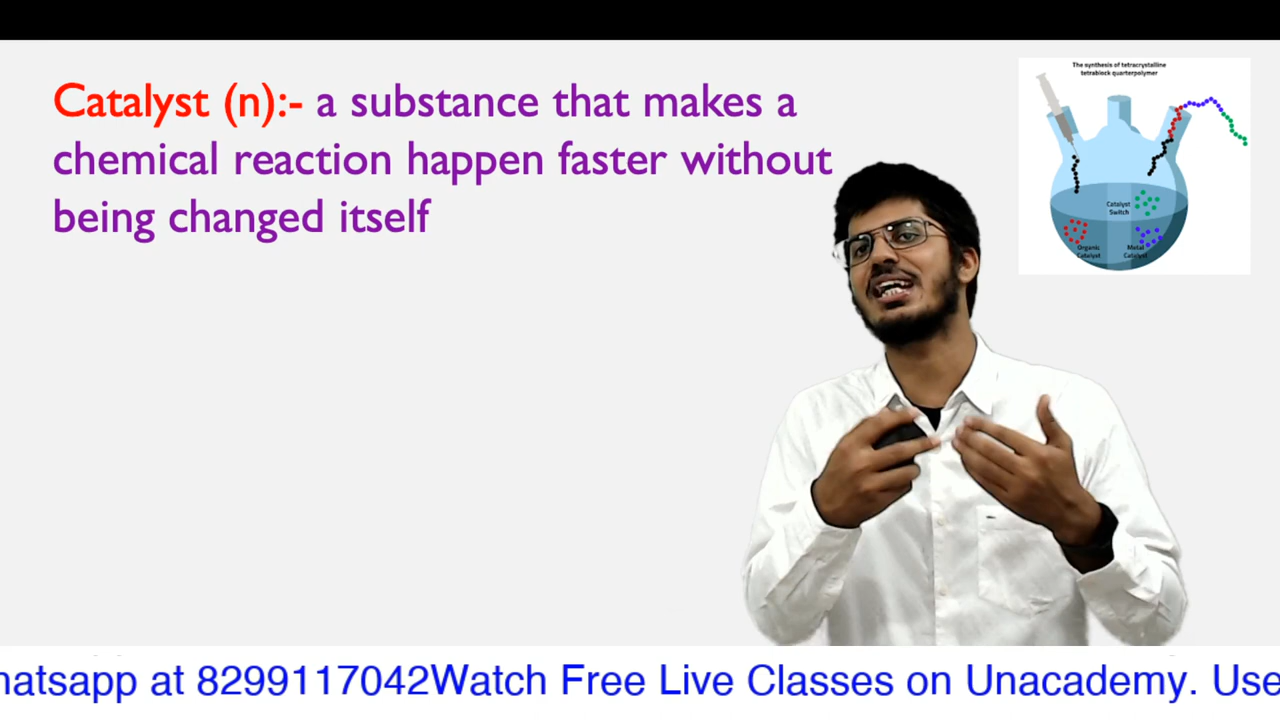 Catalyst (n):- a substance that makes a
chemical reaction happen faster without
being changed itself
The synthesis of tetracrystalline
tetrablock quarterpolymer
Catalyst
Switch
Organic
Catalyst
Metal
Catalyst
hatsapp at 8299117042Watch Free Live Classes on Unacademy. Use